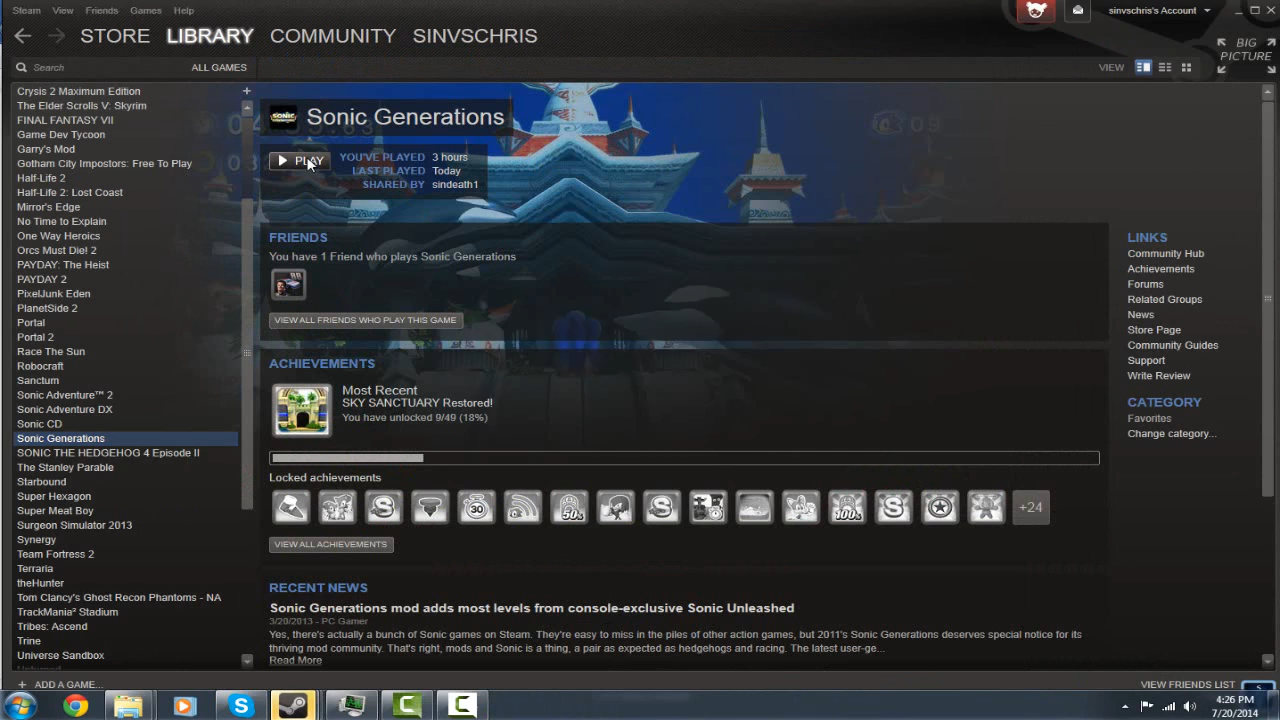 Steam View Friends Games Help
sinvschris's Account
STORE LIBRARY COMMUNITY SINVSCHRIS
BIG PICTURE
Search ALL GAMES
VIEW
Crysis 2 Maximum Edition
The Elder Scrolls V: Skyrim
FINAL FANTASY VII
Game Dev Tycoon
Garry's Mod
Gotham City Impostors: Free To Play
Half-Life 2
Half-Life 2: Lost Coast
Mirror's Edge
No Time to Explain
One Way Heroics
Orcs Must Die! 2
PAYDAY: The Heist
PAYDAY 2
PixelJunk Eden
PlanetSide 2
Portal
Portal 2
Race The Sun
Robocraft
Sanctum
Sonic Adventure™ 2
Sonic Adventure DX
Sonic CD
Sonic Generations
SONIC THE HEDGEHOG 4 Episode II
The Stanley Parable
Starbound
Super Hexagon
Super Meat Boy
Surgeon Simulator 2013
Synergy
Team Fortress 2
Terraria
theHunter
Tom Clancy's Ghost Recon Phantoms - NA
TrackMania² Stadium
Tribes: Ascend
Trine
Universe Sandbox
+ ADD A GAME...
Sonic Generations
PLAY
YOU'VE PLAYED 3 hours
LAST PLAYED Today
SHARED BY sindeath1
FRIENDS
You have 1 Friend who plays Sonic Generations
VIEW ALL FRIENDS WHO PLAY THIS GAME
ACHIEVEMENTS
Most Recent
SKY SANCTUARY Restored!
You have unlocked 9/49 (18%)
Locked achievements
+24
VIEW ALL ACHIEVEMENTS
RECENT NEWS
Sonic Generations mod adds most levels from console-exclusive Sonic Unleashed
3/20/2013 - PC Gamer
Yes, there's actually a bunch of Sonic games on Steam. They're easy to miss in the piles of other action games, but 2011's Sonic Generations deserves special notice for its
thriving mod community. That's right, mods and Sonic is a thing, a pair as expected as hedgehogs and racing. The latest user-ge...
Read More
LINKS
Community Hub
Achievements
Forums
Related Groups
News
Store Page
Community Guides
Support
Write Review
CATEGORY
Favorites
Change category...
VIEW FRIENDS LIST
4:26 PM
7/20/2014